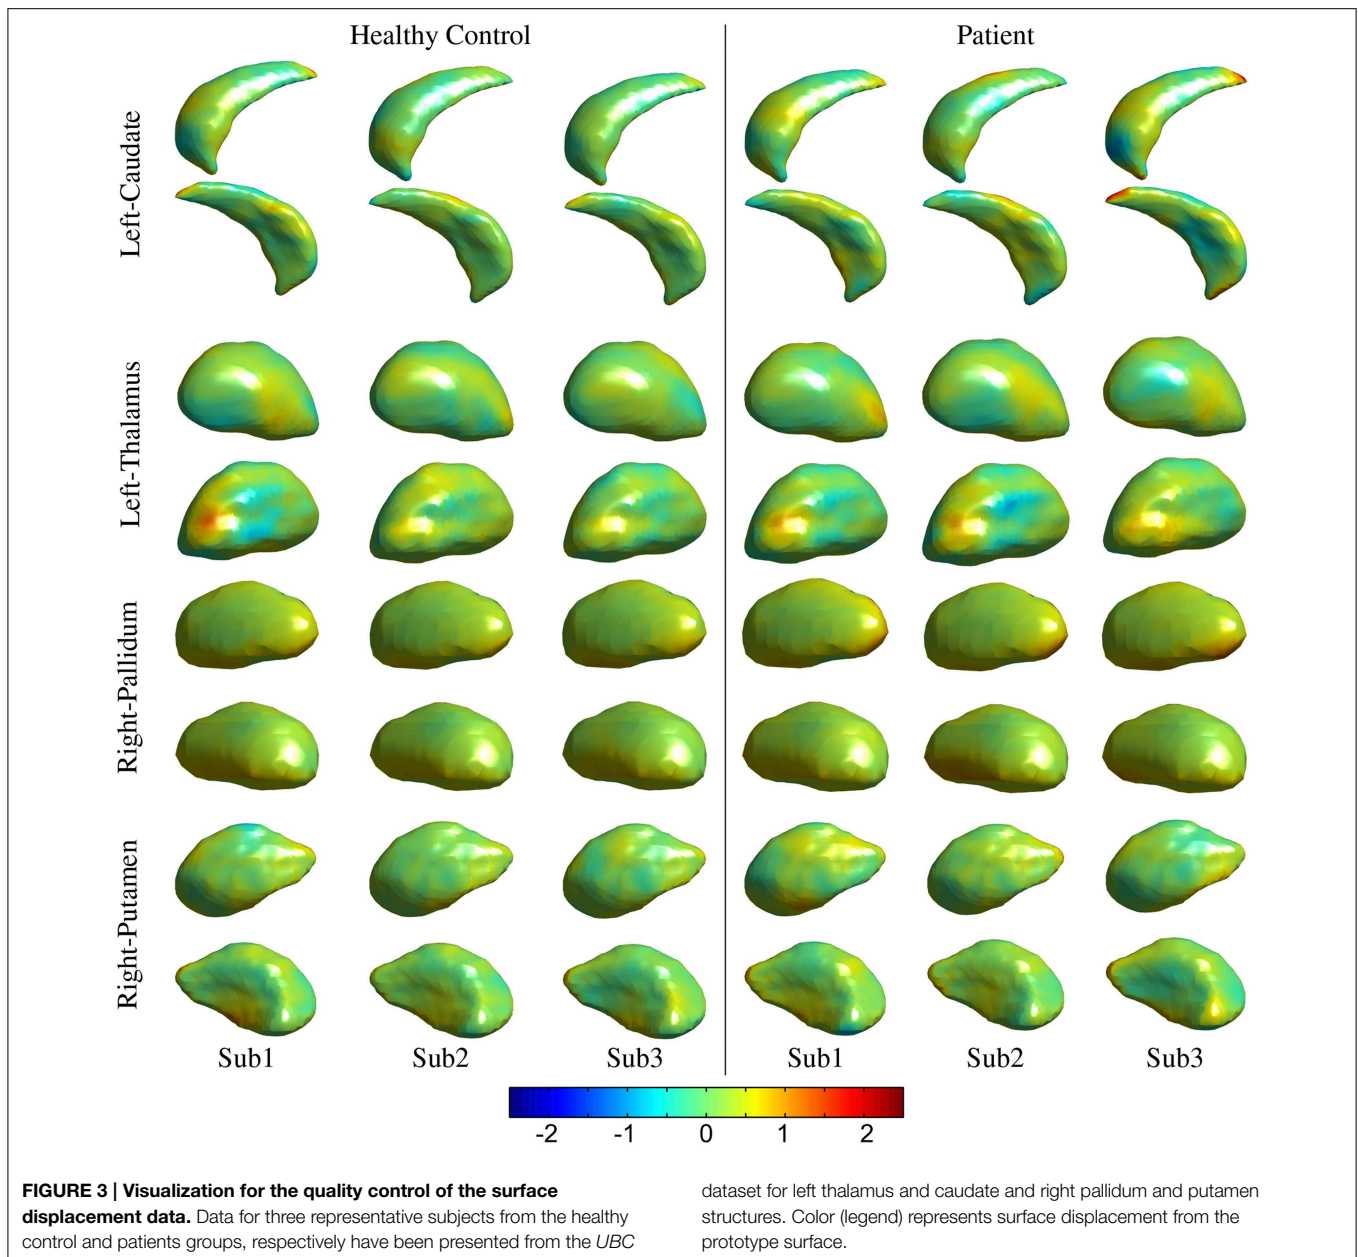 Healthy Control
Patient
Left-Caudate
Left-Thalamus
Right-Pallidum
Right-Putamen
Sub1
Sub2
Sub3
Sub1
Sub2
Sub3
-2
-1
0
1
2
FIGURE 3 | Visualization for the quality control of the surface
displacement data. Data for three representative subjects from the healthy
control and patients groups, respectively have been presented from the UBC
dataset for left thalamus and caudate and right pallidum and putamen
structures. Color (legend) represents surface displacement from the
prototype surface.